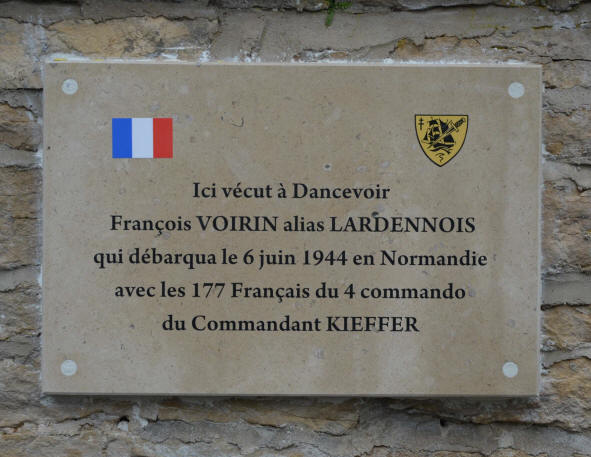 Ici vécut à Dancevoir
François VOIRIN alias LARDENNOIS
qui débarqua le 6 juin 1944 en Normandie
avec les 177 Français du 4 commando
du Commandant KIEFFER